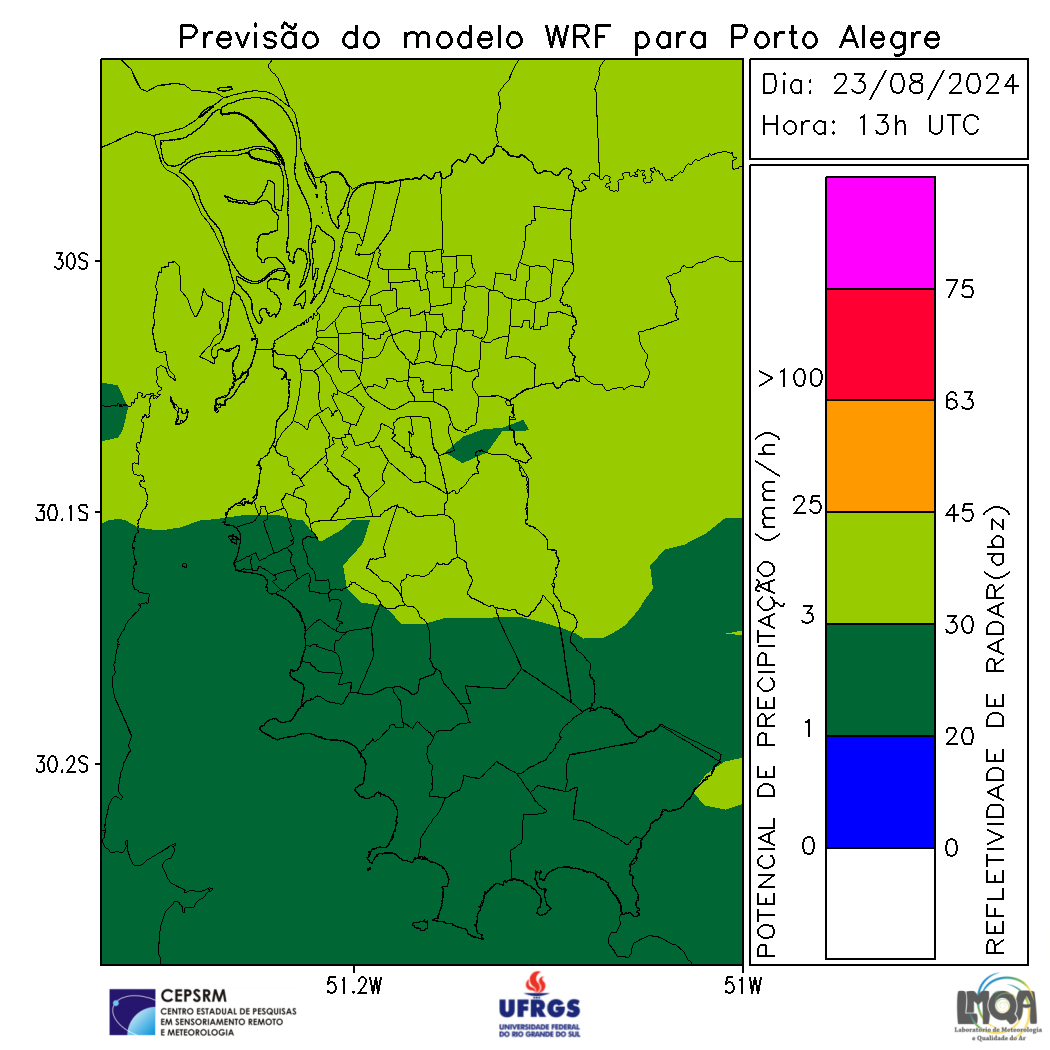 Previsão do modelo WRF para Porto Alegre
Dia: 23/08/2024
Hora: 13h UTC
30S
30.1S
30.2S
51.2W
51W
POTENCIAL DE PRECIPITAÇÃO (mm/h)
>100
25
3
1
0
75
63
45
30
20
0
REFLETIVIDADE DE RADAR(dbz)
CEPSRM
CENTRO ESTADUAL DE PESQUISAS
EM SENSORIAMENTO REMOTO
E METEOROLOGIA
UFRGS
UNIVERSIDADE FEDERAL
DO RIO GRANDE DO SUL
LMQA
Laboratório de Meteorologia
e Qualidade do Ar